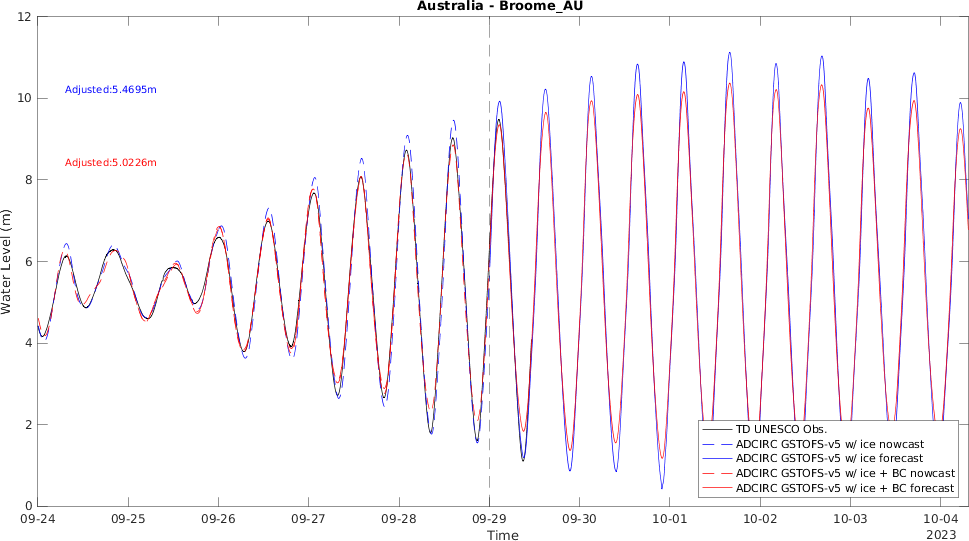 Australia - Broome_AU
12
10
8
6
4
2
0
Water Level (m)
Adjusted:5.4695m
Adjusted:5.0226m
TD UNESCO Obs.
ADCIRC GSTOFS-v5 w/ ice nowcast
ADCIRC GSTOFS-v5 w/ ice forecast
ADCIRC GSTOFS-v5 w/ ice + BC nowcast
ADCIRC GSTOFS-v5 w/ ice + BC forecast
09-24 09-25 09-26 09-27 09-28 09-29 09-30 10-01 10-02 10-03 10-04
2023
Time